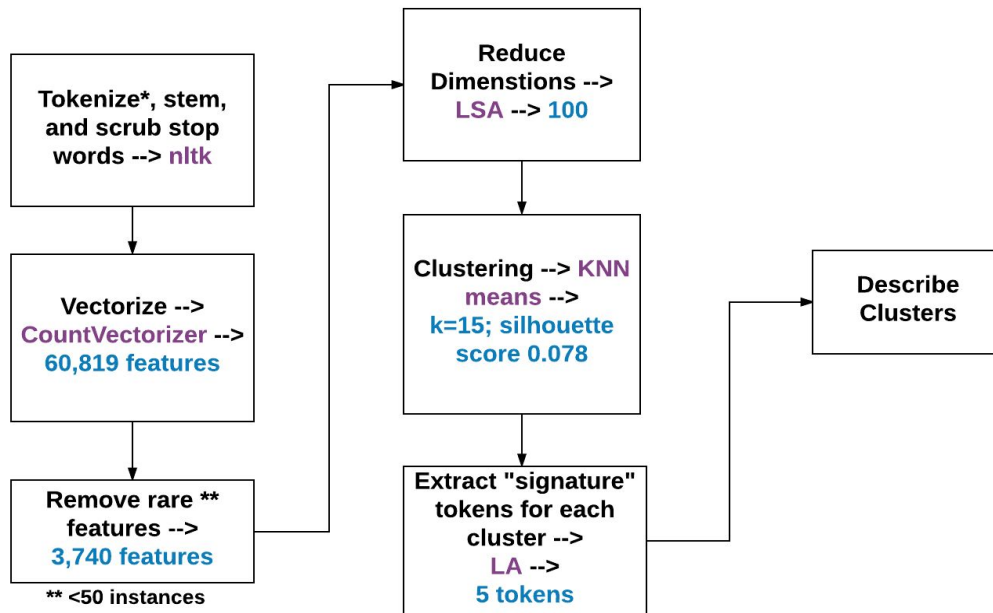 Tokenize*, stem,
and scrub stop
words --> nltk
Vectorize -->
CountVectorizer -->
60,819 features
Remove rare **
features -->
3,740 features
** <50 instances
Reduce
Dimenstions -->
LSA --> 100
Clustering --> KNN
means -->
k=15; silhouette
score 0.078
Extract "signature"
tokens for each
cluster -->
LA -->
5 tokens
Describe
Clusters